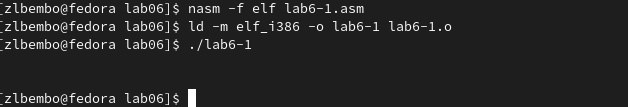 [zlbembo@fedora lab06]$ nasm -f elf lab6-1.asm
[zlbembo@fedora lab06]$ ld -m elf_i386 -o lab6-1 lab6-1.o
[zlbembo@fedora lab06]$ ./lab6-1
[zlbembo@fedora lab06]$